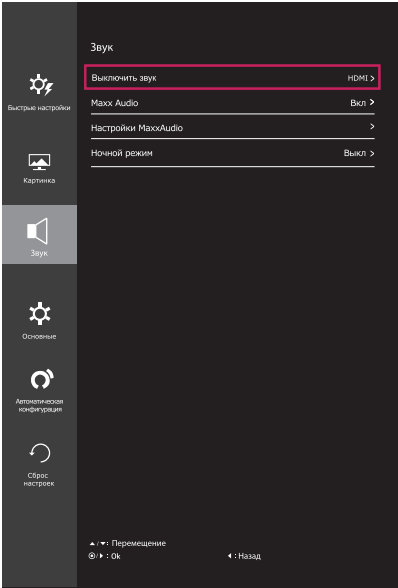 Звук
Выключить звук HDMI >
Maxx Audio Вкл >
Настройки MaxxAudio >
Ночной режим Выкл >
Быстрые настройки
Картинка
Звук
Основные
Автоматическая
конфигурация
Сброс
настроек
▲/▼: Перемещение
◉/▶ : Ok ◀ : Назад